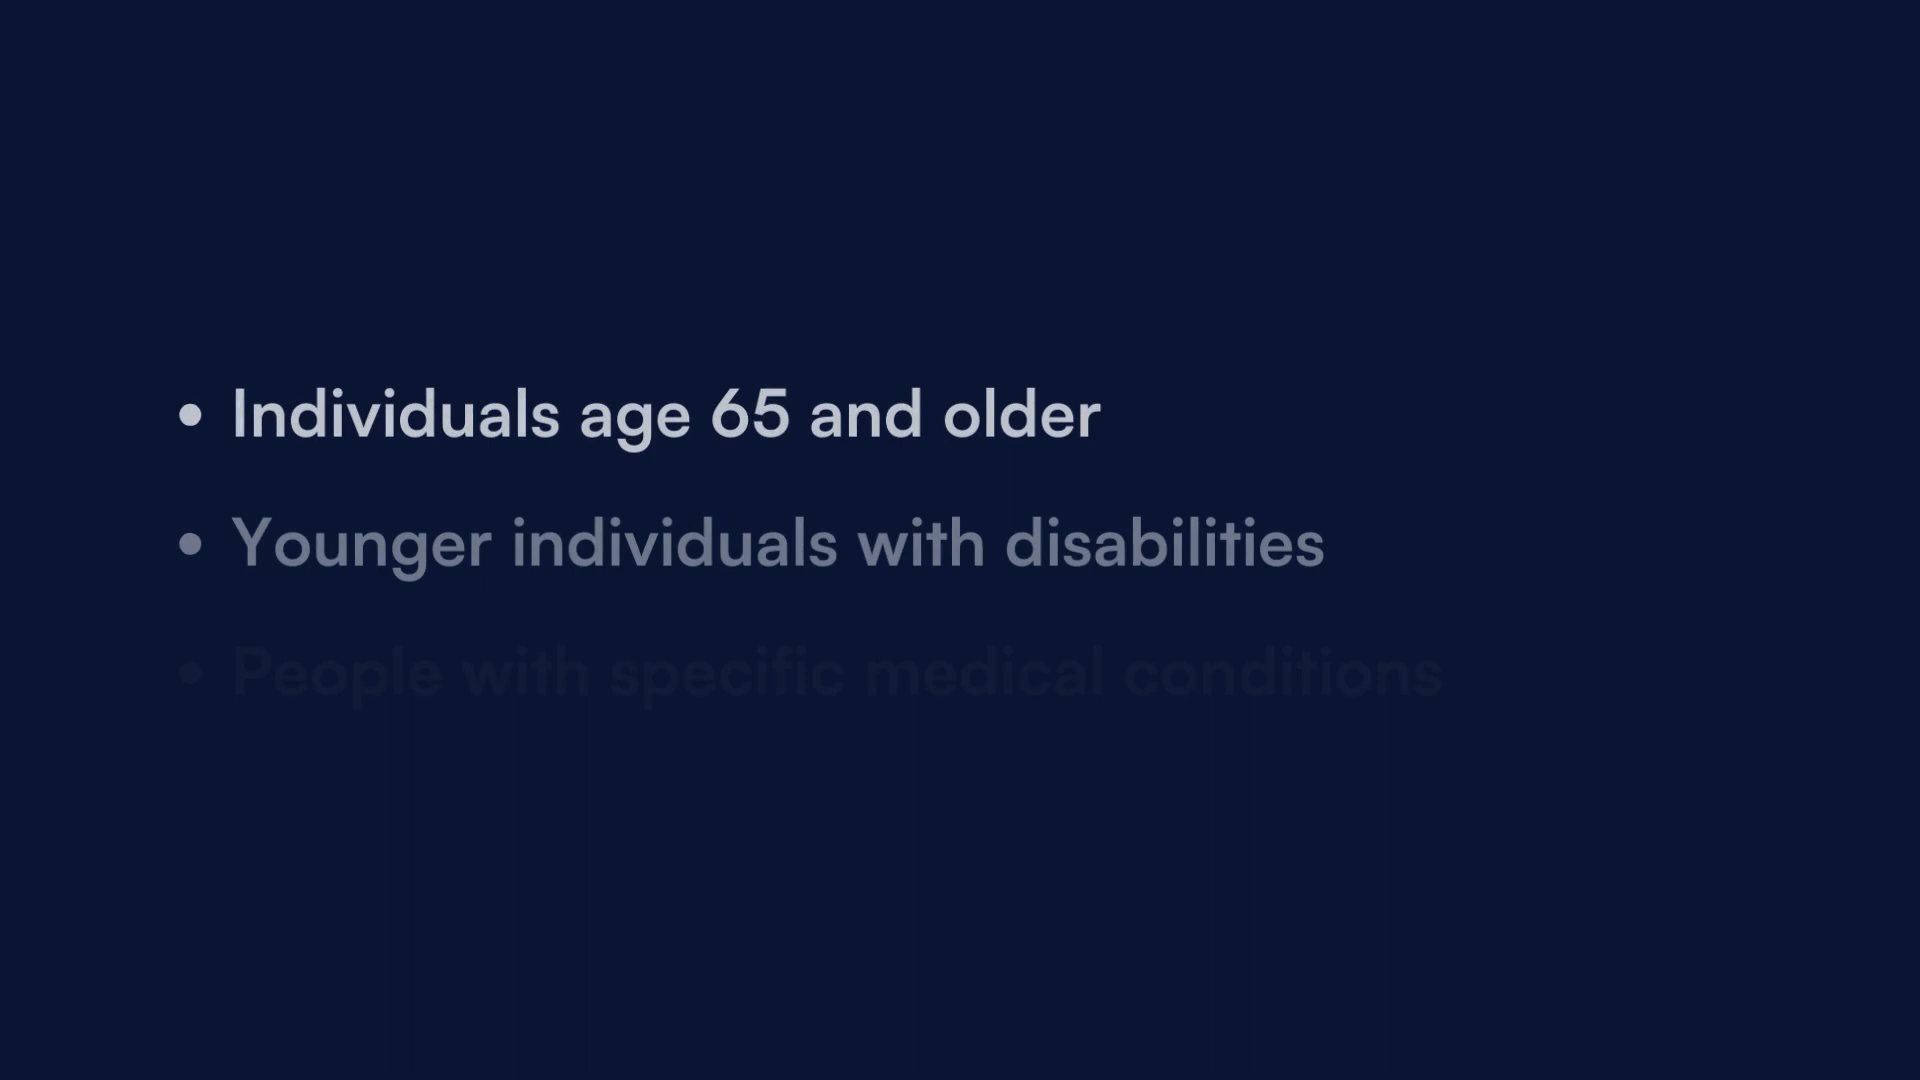 • Individuals age 65 and older
• Younger individuals with disabilities
• People with specific medical conditions